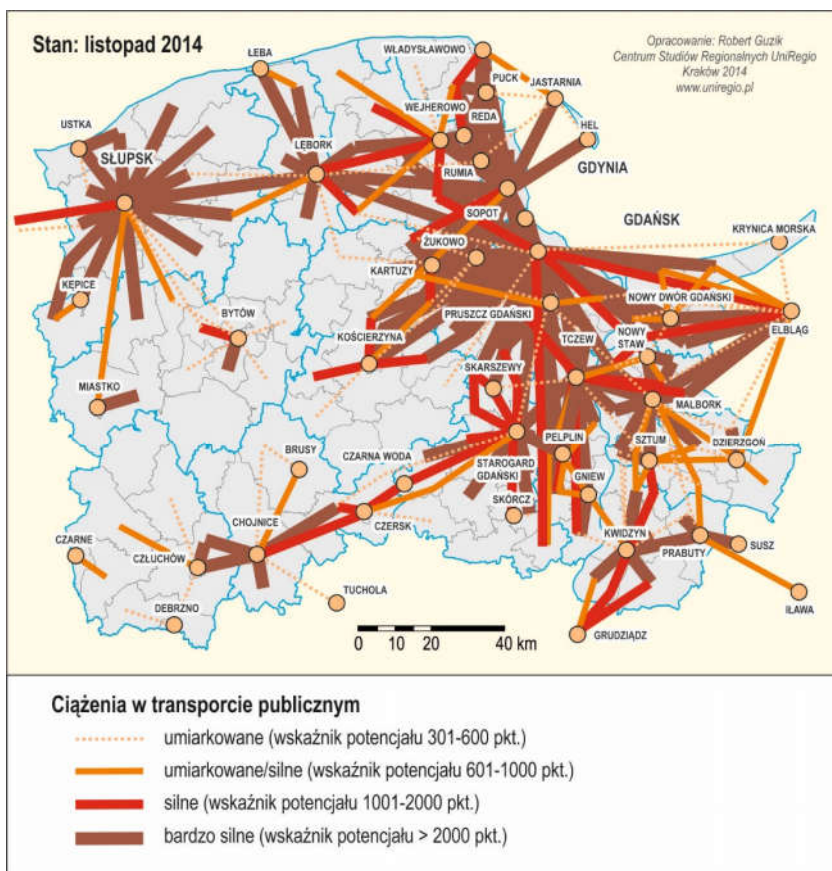 Stan: listopad 2014
Opracowanie: Robert Guzik
Centrum Studiów Regionalnych UniRegio
Kraków 2014
www.uniregio.pl
ŁEBA
WŁADYSŁAWOWO
PUCK
JASTARNIA
WEJHEROWO
REDA
HEL
USTKA
SŁUPSK
LĘBORK
RUMIA
GDYNIA
SOPOT
GDAŃSK
KRYNICA MORSKA
ŻUKOWO
KARTUZY
KĘPICE
NOWY DWÓR GDAŃSKI
BYTÓW
PRUSZCZ GDAŃSKI
ELBLĄG
KOŚCIERZYNA
TCZEW
NOWY
STAW
SKARSZEWY
MIASTKO
MALBORK
BRUSY
CZARNA WODA
PELPLIN
SZTUM
DZIERZGOŃ
STAROGARD
GDAŃSKI
GNIEW
SKÓRCZ
CHOJNICE
CZERSK
CZARNE
CZŁUCHÓW
KWIDZYN
PRABUTY
SUSZ
TUCHOLA
DEBRZNO
IŁAWA
GRUDZIĄDZ
0 10 20 40 km
Ciążenia w transporcie publicznym
umiarkowane (wskaźnik potencjału 301-600 pkt.)
umiarkowane/silne (wskaźnik potencjału 601-1000 pkt.)
silne (wskaźnik potencjału 1001-2000 pkt.)
bardzo silne (wskaźnik potencjału > 2000 pkt.)